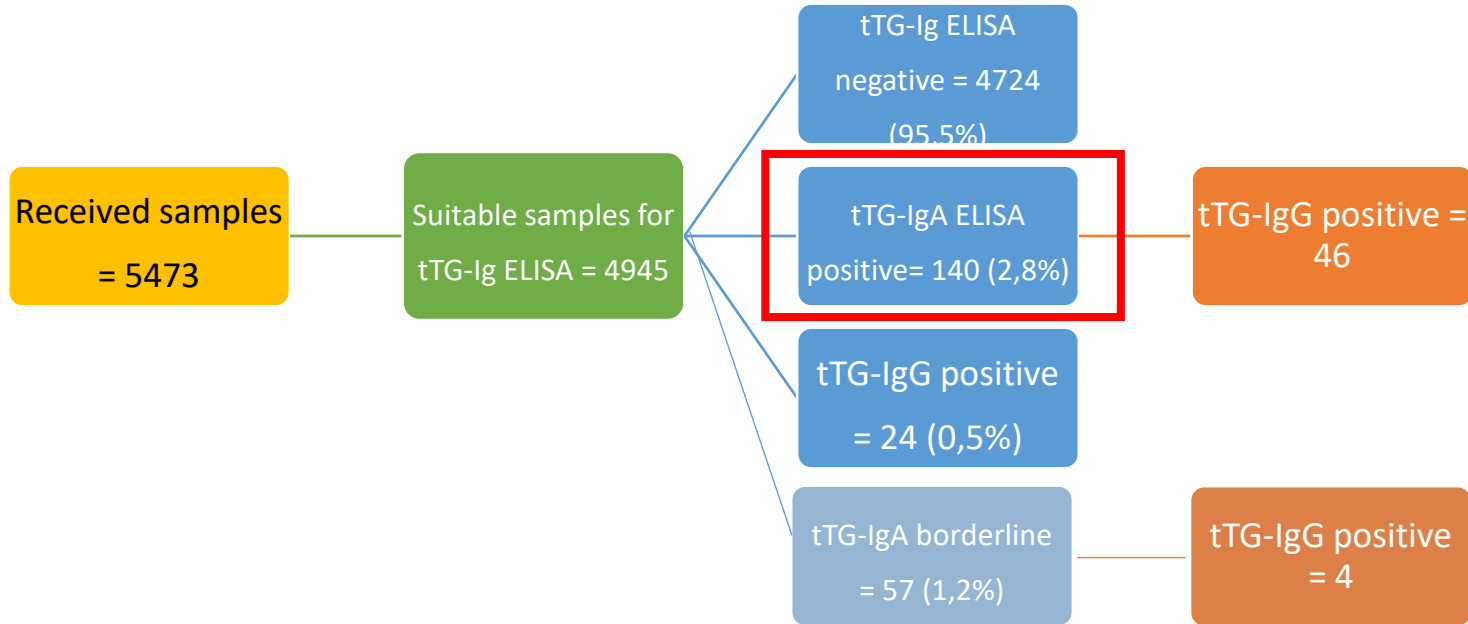 Received samples
= 5473
Suitable samples for
tTG-Ig ELISA = 4945
tTG-Ig ELISA
negative = 4724
(95,5%)
tTG-IgA ELISA
positive= 140 (2,8%)
tTG-IgG positive
= 24 (0,5%)
tTG-IgA borderline
= 57 (1,2%)
tTG-IgG positive =
46
tTG-IgG positive
= 4